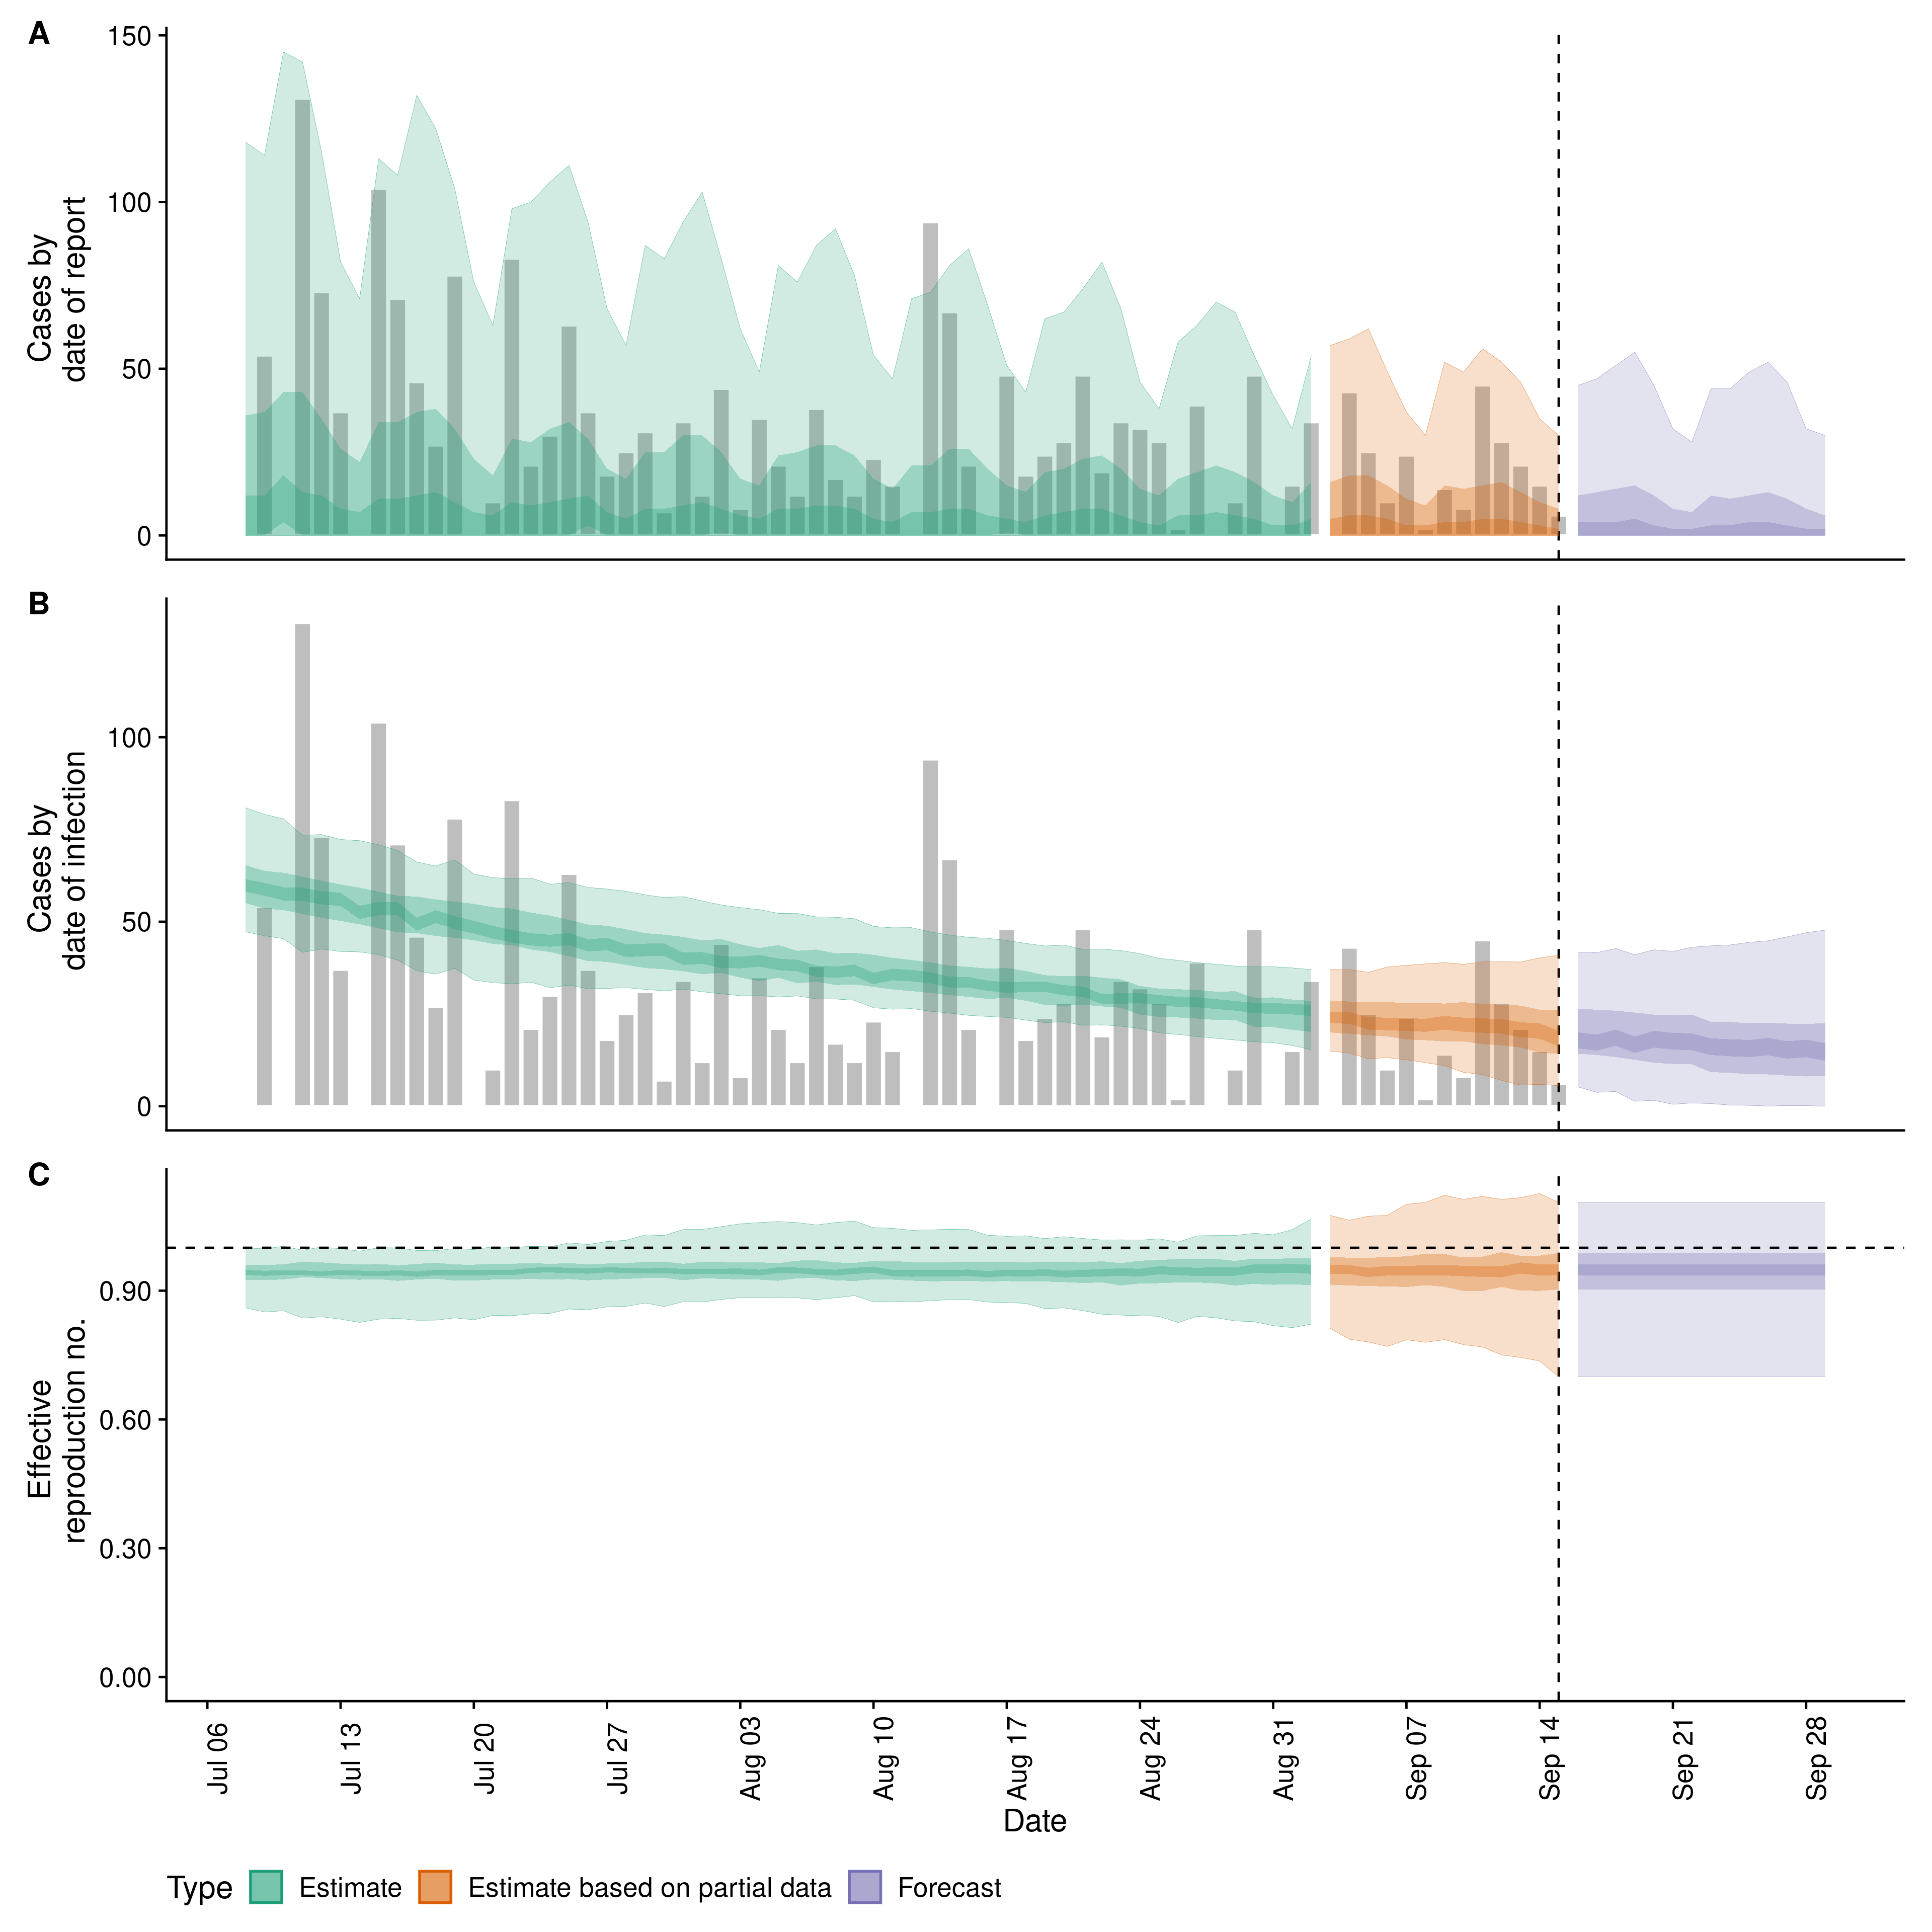 A
150
100
50
0
Cases by
date of report
B
100
50
0
Cases by
date of infection
C
0.90
0.60
0.30
0.00
Effective
reproduction no.
Jul 06
Jul 13
Jul 20
Jul 27
Aug 03
Aug 10
Aug 17
Aug 24
Aug 31
Sep 07
Sep 14
Sep 21
Sep 28
Date
Type Estimate Estimate based on partial data Forecast